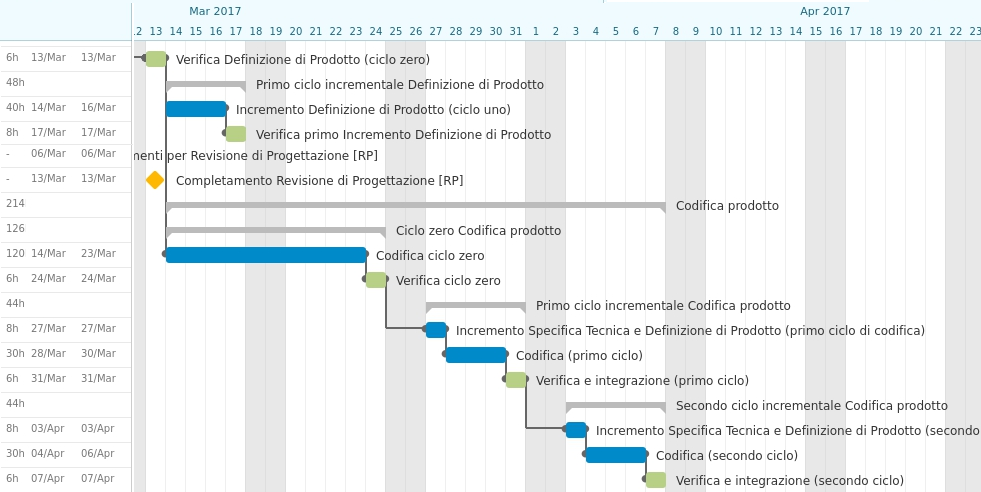 Mar 2017 Apr 2017
12 13 14 15 16 17 18 19 20 21 22 23 24 25 26 27 28 29 30 31 1 2 3 4 5 6 7 8 9 10 11 12 13 14 15 16 17 18 19 20 21 22 23
6h 13/Mar 13/Mar Verifica Definizione di Prodotto (ciclo zero)
48h Primo ciclo incrementale Definizione di Prodotto
40h 14/Mar 16/Mar Incremento Definizione di Prodotto (ciclo uno)
8h 17/Mar 17/Mar Verifica primo Incremento Definizione di Prodotto
- 06/Mar 06/Mar menti per Revisione di Progettazione [RP]
- 13/Mar 13/Mar Completamento Revisione di Progettazione [RP]
214 Codifica prodotto
126 Ciclo zero Codifica prodotto
120 14/Mar 23/Mar Codifica ciclo zero
6h 24/Mar 24/Mar Verifica ciclo zero
44h Primo ciclo incrementale Codifica prodotto
8h 27/Mar 27/Mar Incremento Specifica Tecnica e Definizione di Prodotto (primo ciclo di codifica)
30h 28/Mar 30/Mar Codifica (primo ciclo)
6h 31/Mar 31/Mar Verifica e integrazione (primo ciclo)
44h Secondo ciclo incrementale Codifica prodotto
8h 03/Apr 03/Apr Incremento Specifica Tecnica e Definizione di Prodotto (secondo
30h 04/Apr 06/Apr Codifica (secondo ciclo)
6h 07/Apr 07/Apr Verifica e integrazione (secondo ciclo)